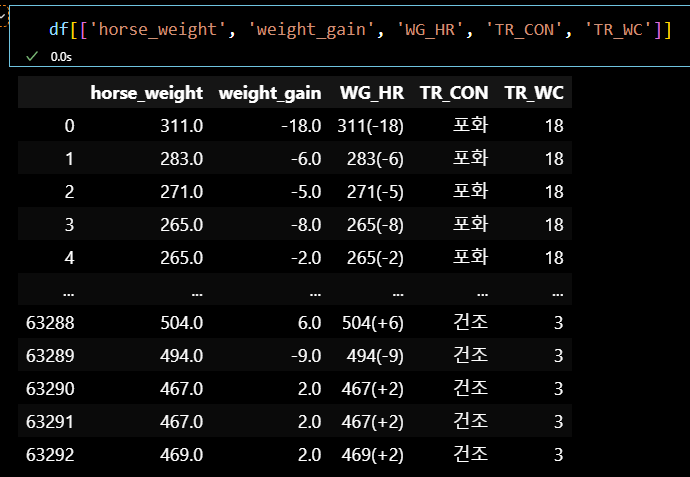 df[['horse_weight', 'weight_gain', 'WG_HR', 'TR_CON', 'TR_WC']]
0.0s
horse_weight weight_gain WG_HR TR_CON TR_WC
0 311.0 -18.0 311(-18) 포화 18
1 283.0 -6.0 283(-6) 포화 18
2 271.0 -5.0 271(-5) 포화 18
3 265.0 -8.0 265(-8) 포화 18
4 265.0 -2.0 265(-2) 포화 18
... ... ... ... ... ...
63288 504.0 6.0 504(+6) 건조 3
63289 494.0 -9.0 494(-9) 건조 3
63290 467.0 2.0 467(+2) 건조 3
63291 467.0 2.0 467(+2) 건조 3
63292 469.0 2.0 469(+2) 건조 3